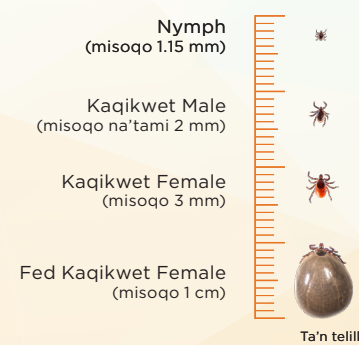 Nymph
(misoqo 1.15 mm)
Kaqikwet Male
(misoqo na’tami 2 mm)
Kaqikwet Female
(misoqo 3 mm)
Fed Kaqikwet Female
(misoqo 1 cm)
Ta’n telill